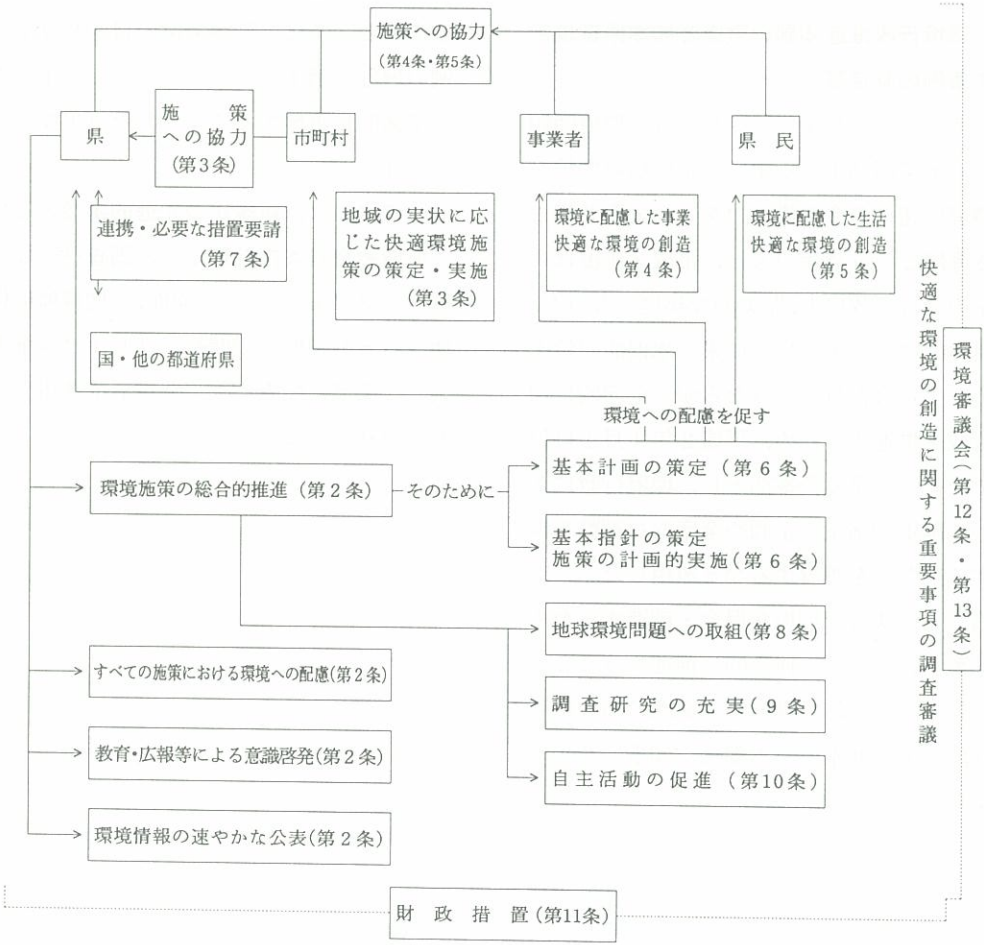 施策への協力
(第4条・第5条)
県
施策
への協力
(第3条)
市町村
事業者
県民
連携・必要な措置要請
(第7条)
地域の実状に応
じた快適環境施
策の策定・実施
(第3条)
環境に配慮した事業
快適な環境の創造
(第4条)
環境に配慮した生活
快適な環境の創造
(第5条)
国・他の都道府県
環境への配慮を促す
環境施策の総合的推進(第2条)
そのために
基本計画の策定(第6条)
基本指針の策定
施策の計画的実施(第6条)
地球環境問題への取組(第8条)
すべての施策における環境への配慮(第2条)
調査研究の充実(9条)
教育・広報等による意識啓発(第2条)
自主活動の促進(第10条)
環境情報の速やかな公表(第2条)
快適な環境の創造に関する重要事項の調査審議
環境審議会(第12条・第13条)
財政措置(第11条)